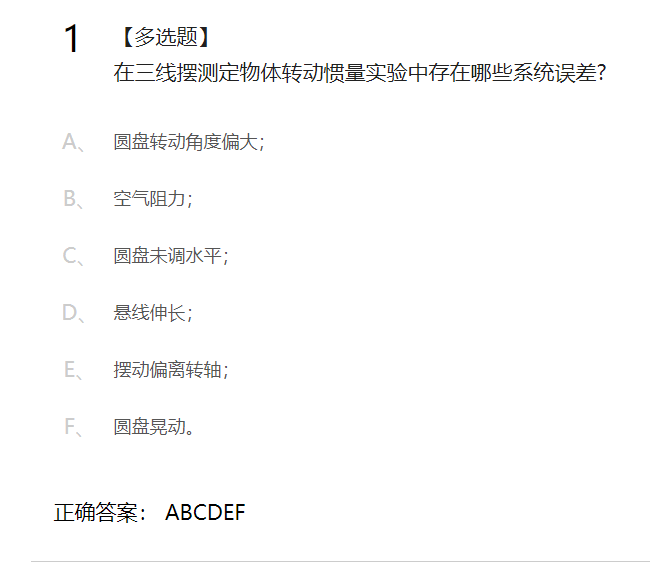 1 【多选题】
在三线摆测定物体转动惯量实验中存在哪些系统误差?
A、 圆盘转动角度偏大；
B、 空气阻力；
C、 圆盘未调水平；
D、 悬线伸长；
E、 摆动偏离转轴；
F、 圆盘晃动。
正确答案： ABCDEF